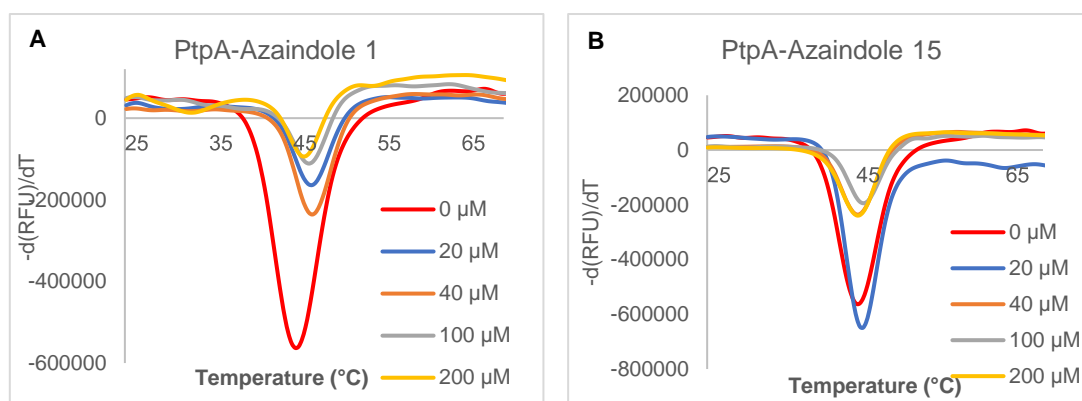 A
PtpA-Azaindole 1
0
25
45
55
65
-200000
-400000
-600000
-d(RFU)/dT
Temperature (°C)
0 µM
20 µM
40 µM
100 µM
200 µM
B
PtpA-Azaindole 15
200000
0
-200000
-400000
-600000
-800000
25
45
65
-d(RFU)/dT
Temperature (°C)
0 µM
20 µM
40 µM
100 µM
200 µM